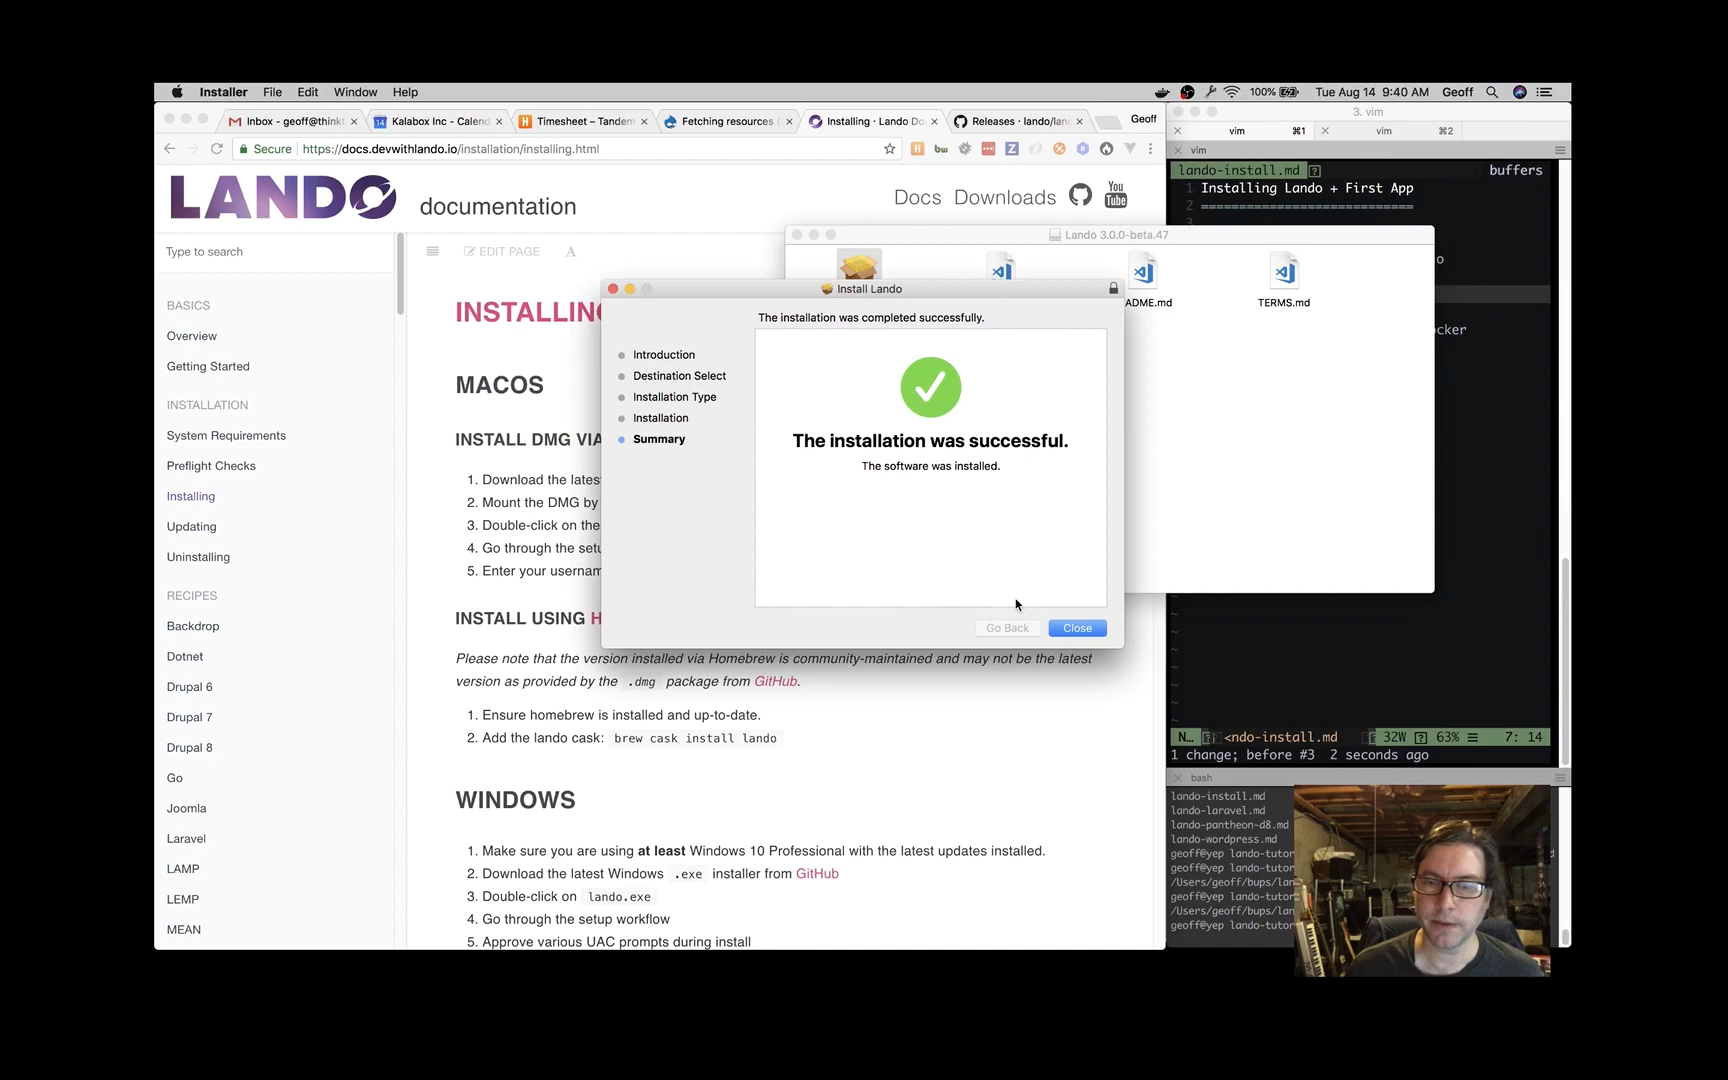 Installer File Edit Window Help
100% Tue Aug 14 9:40 AM Geoff
Inbox - geoff@thinkt
Kalabox Inc - Calend
Timesheet – Tandem
Fetching resources
Installing · Lando Do
Releases · lando/lan
Geoff
Secure https://docs.devwithlando.io/installation/installing.html
LANDO documentation
Docs Downloads You Tube
Type to search
EDIT PAGE A
BASICS
Overview
Getting Started
INSTALLATION
System Requirements
Preflight Checks
Installing
Updating
Uninstalling
RECIPES
Backdrop
Dotnet
Drupal 6
Drupal 7
Drupal 8
Go
Joomla
Laravel
LAMP
LEMP
MEAN
INSTALLING
MACOS
INSTALL DMG VIA
1. Download the lates
2. Mount the DMG by
3. Double-click on the
4. Go through the setu
5. Enter your usernam
INSTALL USING H
Please note that the version installed via Homebrew is community-maintained and may not be the latest
version as provided by the .dmg package from GitHub.
1. Ensure homebrew is installed and up-to-date.
2. Add the lando cask: brew cask install lando
WINDOWS
1. Make sure you are using at least Windows 10 Professional with the latest updates installed.
2. Download the latest Windows .exe installer from GitHub
3. Double-click on lando.exe
4. Go through the setup workflow
5. Approve various UAC prompts during install
Lando 3.0.0-beta.47
ADME.md
TERMS.md
Install Lando
The installation was completed successfully.
Introduction
Destination Select
Installation Type
Installation
Summary
The installation was successful.
The software was installed.
Go Back
Close
3. vim
vim ⌘1
vim ⌘2
vim
lando-install.md buffers
1 Installing Lando + First App
2 ============================
3
o
cker
N... <ndo-install.md 32W 63% 7: 14
1 change; before #3 2 seconds ago
bash
lando-install.md
lando-laravel.md
lando-pantheon-d8.md
lando-wordpress.md
geoff@yep lando-tutor
geoff@yep lando-tutor
/Users/geoff/bups/lan
geoff@yep lando-tutor
/Users/geoff/bups/lan
geoff@yep lando-tutor